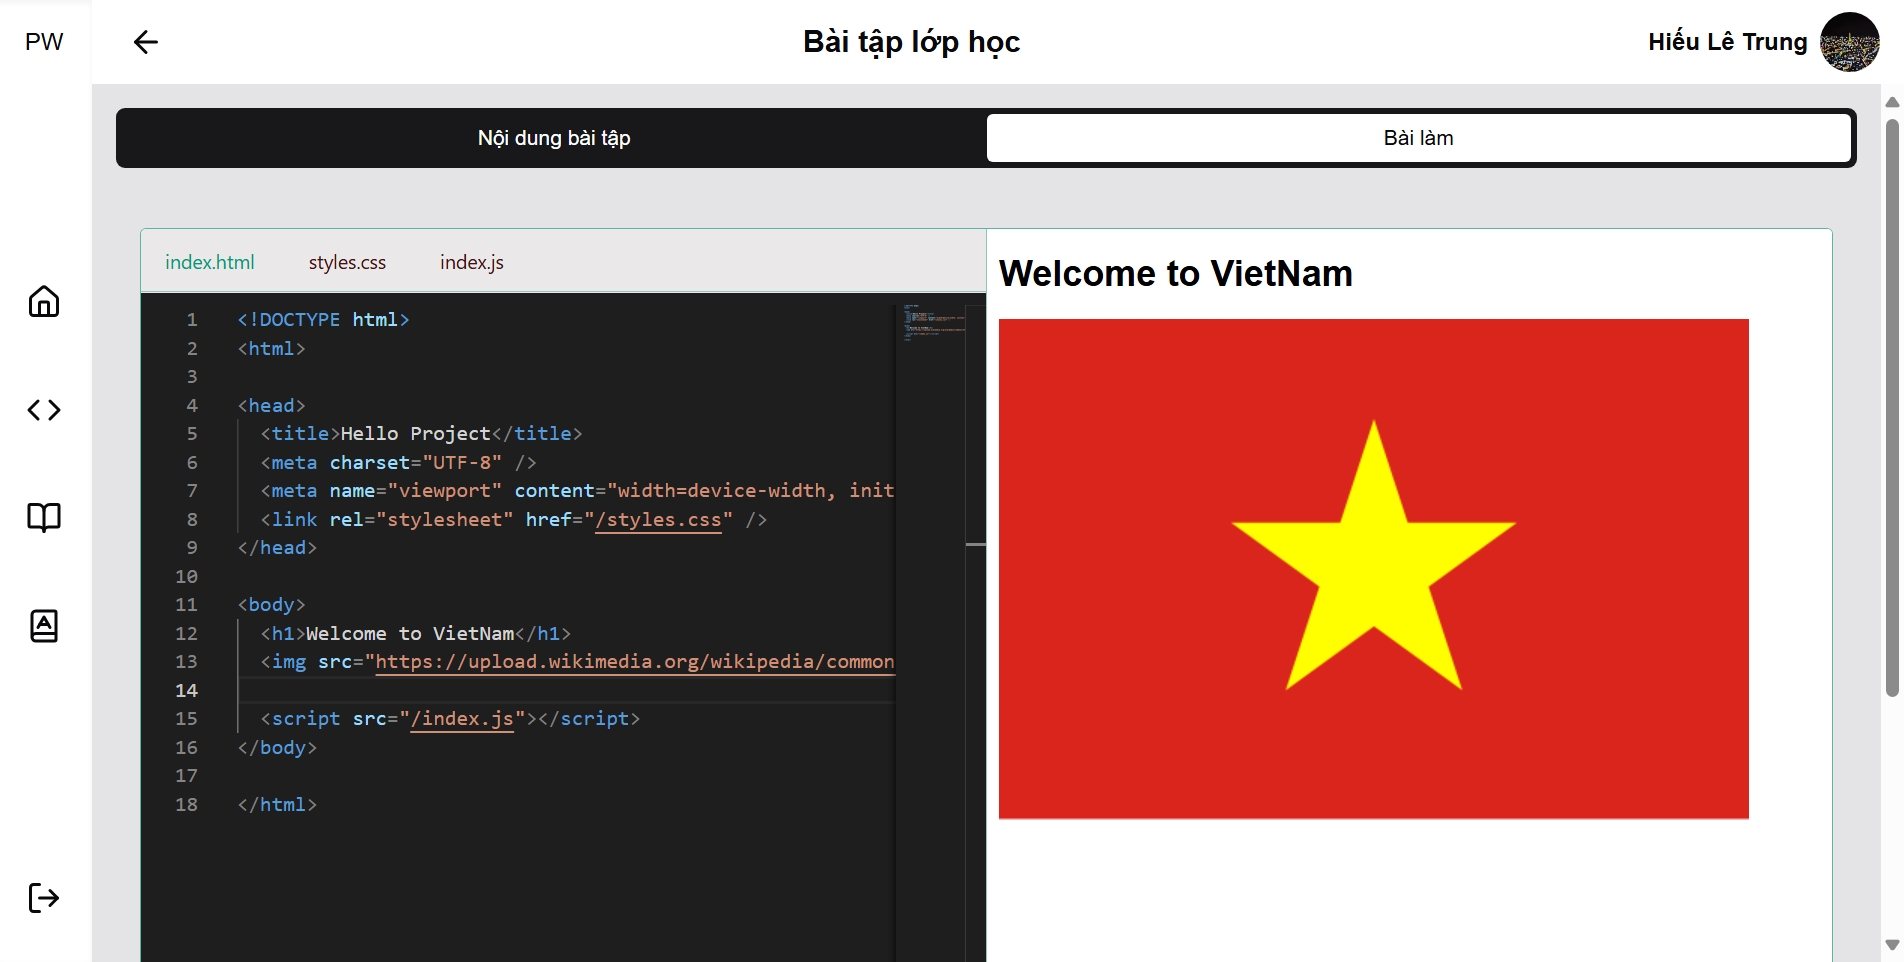 PW
Bài tập lớp học
Hiếu Lê Trung
Nội dung bài tập
Bài làm
index.html
styles.css
index.js
1 <!DOCTYPE html>
2 <html>
3
4 <head>
5 <title>Hello Project</title>
6 <meta charset="UTF-8" />
7 <meta name="viewport" content="width=device-width, init
8 <link rel="stylesheet" href="/styles.css" />
9 </head>
10
11 <body>
12 <h1>Welcome to VietNam</h1>
13 <img src="https://upload.wikimedia.org/wikipedia/common
14
15 <script src="/index.js"></script>
16 </body>
17
18 </html>
Welcome to VietNam